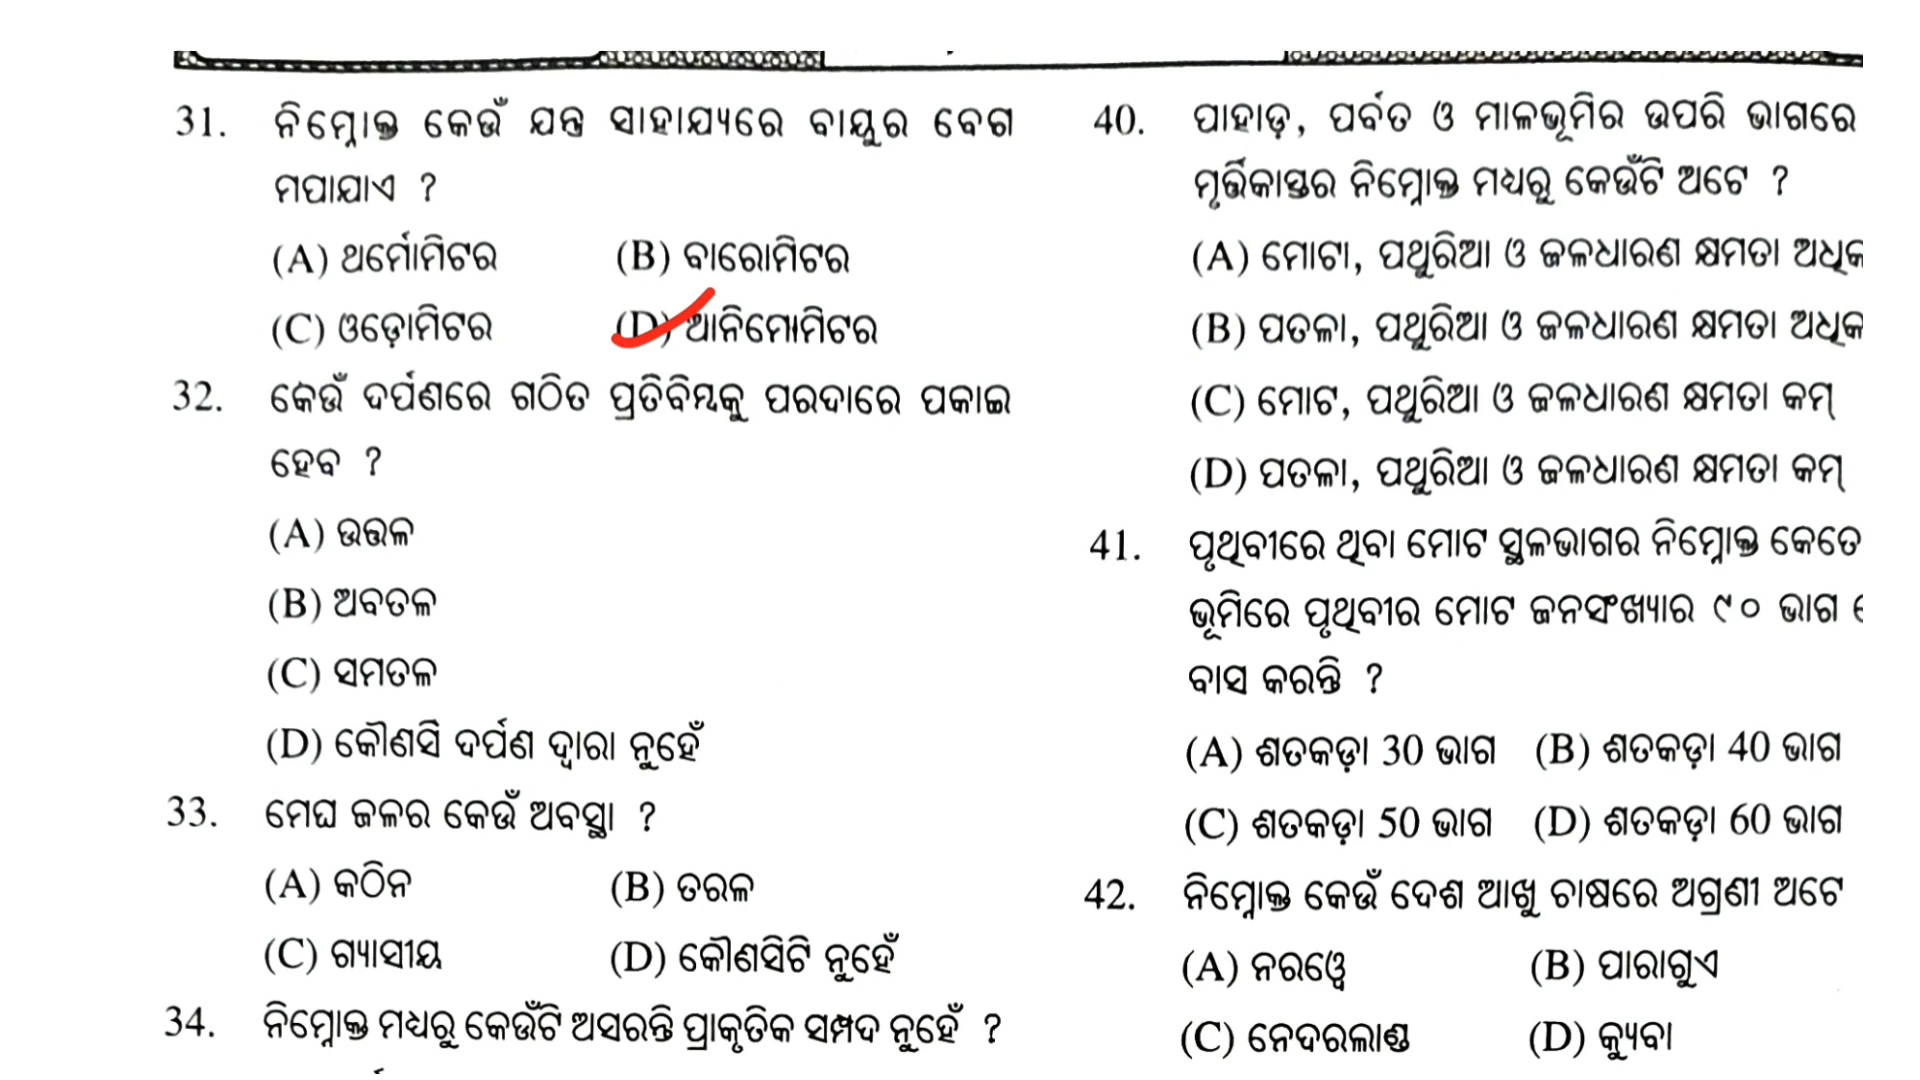 31. ନିମ୍ନୋକ୍ତ କେଉଁ ଯନ୍ତ୍ର ସାହାଯ୍ୟରେ ବାୟୁର ବେଗ
ମପାଯାଏ ?
(A) ଥର୍ମୋମିଟର (B) ବାରୋମିଟର
(C) ଓଡ଼ୋମିଟର (D) ଆନିମୋମିଟର
32. କେଉଁ ଦର୍ପଣରେ ଗଠିତ ପ୍ରତିବିମ୍ବକୁ ପରଦାରେ ପକାଇ
ହେବ ?
(A) ଉତ୍ତଳ
(B) ଅବତଳ
(C) ସମତଳ
(D) କୌଣସି ଦର୍ପଣ ଦ୍ୱାରା ନୁହେଁ
33. ମେଘ ଜଳର କେଉଁ ଅବସ୍ଥା ?
(A) କଠିନ (B) ତରଳ
(C) ଗ୍ୟାସୀୟ (D) କୌଣସିଟି ନୁହେଁ
34. ନିମ୍ନୋକ୍ତ ମଧ୍ୟରୁ କେଉଁଟି ଅସରନ୍ତି ପ୍ରାକୃତିକ ସମ୍ପଦ ନୁହେଁ ?
40. ପାହାଡ଼, ପର୍ବତ ଓ ମାଳଭୂମିର ଉପରି ଭାଗରେ
ମୃର୍ତ୍ତିକାସ୍ତର ନିମ୍ନୋକ୍ତ ମଧ୍ୟରୁ କେଉଁଟି ଅଟେ ?
(A) ମୋଟା, ପଥୁରିଆ ଓ ଜଳଧାରଣ କ୍ଷମତା ଅଧିକ
(B) ପତଳା, ପଥୁରିଆ ଓ ଜଳଧାରଣ କ୍ଷମତା ଅଧିକ
(C) ମୋଟ, ପଥୁରିଆ ଓ ଜଳଧାରଣ କ୍ଷମତା କମ୍
(D) ପତଳା, ପଥୁରିଆ ଓ ଜଳଧାରଣ କ୍ଷମତା କମ୍
41. ପୃଥିବୀରେ ଥିବା ମୋଟ ସ୍ଥଳଭାଗର ନିମ୍ନୋକ୍ତ କେତେ
ଭୂମିରେ ପୃଥିବୀର ମୋଟ ଜନସଂଖ୍ୟାର ୯୦ ଭାଗ
ବାସ କରନ୍ତି ?
(A) ଶତକଡ଼ା 30 ଭାଗ (B) ଶତକଡ଼ା 40 ଭାଗ
(C) ଶତକଡ଼ା 50 ଭାଗ (D) ଶତକଡ଼ା 60 ଭାଗ
42. ନିମ୍ନୋକ୍ତ କେଉଁ ଦେଶ ଆଖୁ ଚାଷରେ ଅଗ୍ରଣୀ ଅଟେ
(A) ନରୱେ (B) ପାରାଗୁଏ
(C) ନେଦରଲାଣ୍ଡ (D) କ୍ୟୁବା